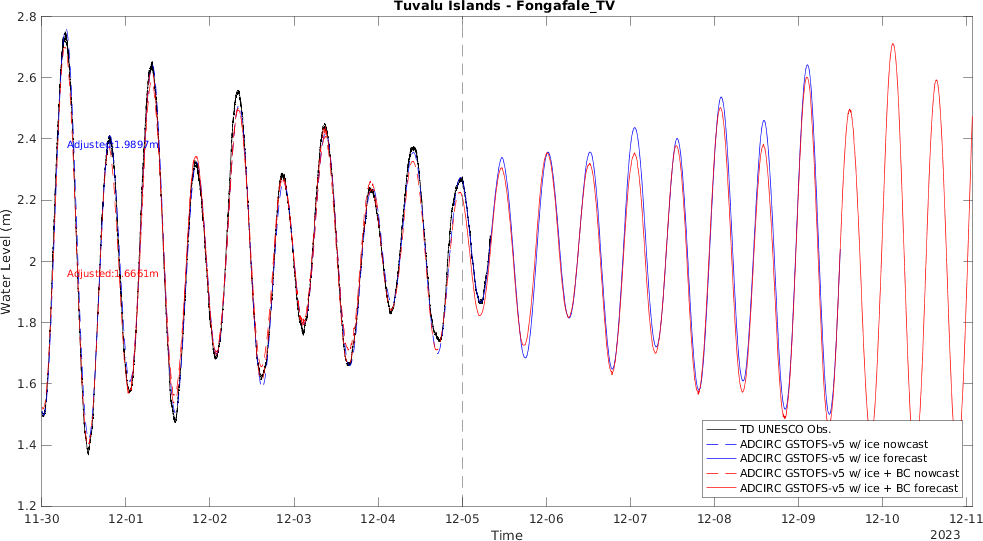 Tuvalu Islands - Fongafale_TV
2.8
2.6
2.4
2.2
2
1.8
1.6
1.4
1.2
Water Level (m)
Adjusted:1.9897m
Adjusted:1.6661m
TD UNESCO Obs.
ADCIRC GSTOFS-v5 w/ ice nowcast
ADCIRC GSTOFS-v5 w/ ice forecast
ADCIRC GSTOFS-v5 w/ ice + BC nowcast
ADCIRC GSTOFS-v5 w/ ice + BC forecast
11-30 12-01 12-02 12-03 12-04 12-05 12-06 12-07 12-08 12-09 12-10 12-11
Time
2023